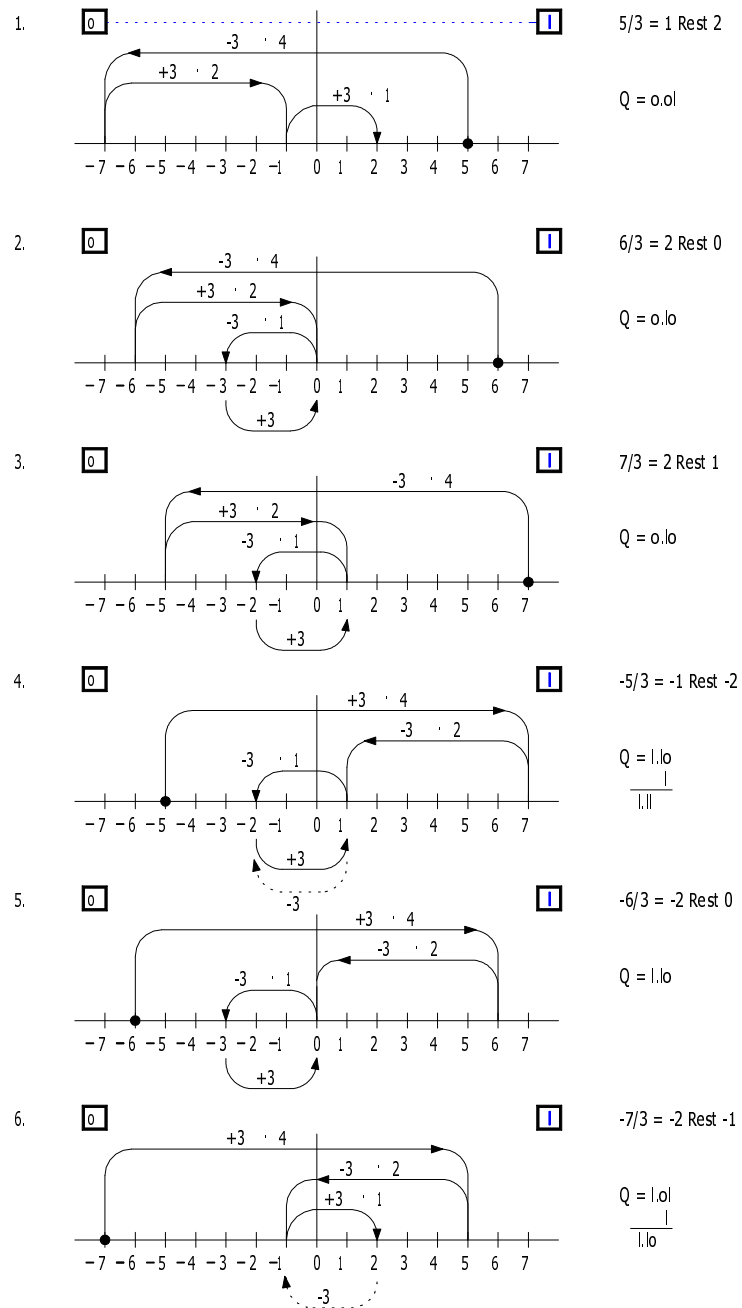 1. o l 5/3 = 1 Rest 2
-3 · 4
+3 · 2
+3 · 1 Q = o.ol
-7 -6 -5 -4 -3 -2 -1 0 1 2 3 4 5 6 7
2. o l 6/3 = 2 Rest 0
-3 · 4
+3 · 2
-3 · 1 Q = o.lo
-7 -6 -5 -4 -3 -2 -1 0 1 2 3 4 5 6 7
+3
3. o l 7/3 = 2 Rest 1
-3 · 4
+3 · 2
-3 · 1 Q = o.lo
-7 -6 -5 -4 -3 -2 -1 0 1 2 3 4 5 6 7
+3
4. o l -5/3 = -1 Rest -2
+3 · 4
-3 · 2
-3 · 1 Q = l.lo
l
l.ll
-7 -6 -5 -4 -3 -2 -1 0 1 2 3 4 5 6 7
+3
-3
5. o l -6/3 = -2 Rest 0
+3 · 4
-3 · 2
-3 · 1 Q = l.lo
-7 -6 -5 -4 -3 -2 -1 0 1 2 3 4 5 6 7
+3
6. o l -7/3 = -2 Rest -1
+3 · 4
-3 · 2
+3 · 1 Q = l.ol
l
l.lo
-7 -6 -5 -4 -3 -2 -1 0 1 2 3 4 5 6 7
-3